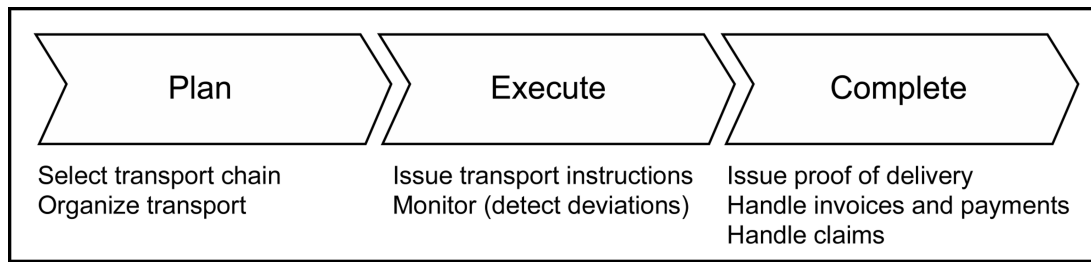 Plan
Select transport chain
Organize transport
Execute
Issue transport instructions
Monitor (detect deviations)
Complete
Issue proof of delivery
Handle invoices and payments
Handle claims